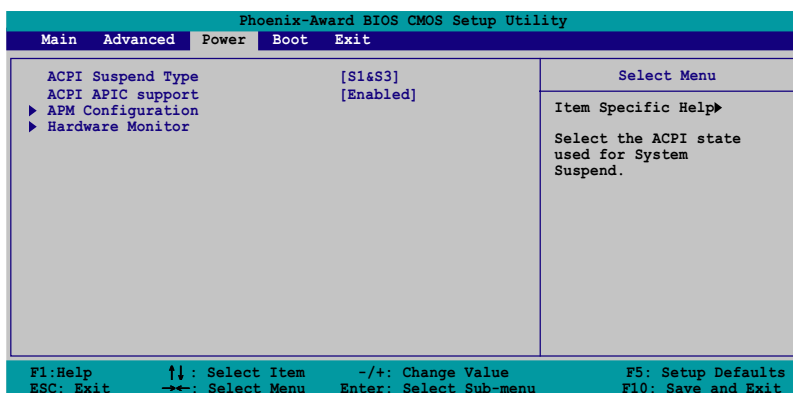 Phoenix-Award BIOS CMOS Setup Utility
Main Advanced Power Boot Exit
ACPI Suspend Type [S1&S3]
ACPI APIC support [Enabled]
APM Configuration
Hardware Monitor
Select Menu
Item Specific Help
Select the ACPI state
used for System
Suspend.
F1:Help ↑↓: Select Item -/+: Change Value F5: Setup Defaults
ESC: Exit →←: Select Menu Enter: Select Sub-menu F10: Save and Exit